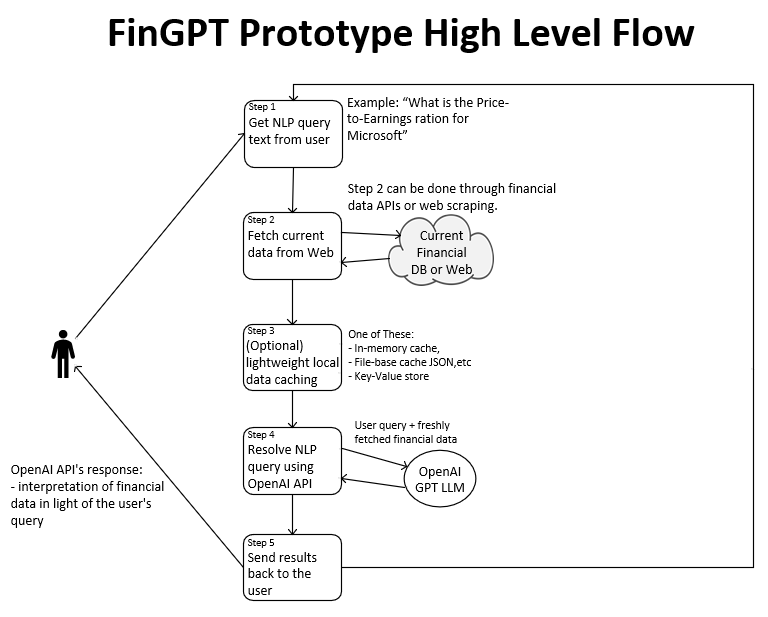 FinGPT Prototype High Level Flow
Step 1
Get NLP query
text from user
Example: “What is the Price-
to-Earnings ration for
Microsoft”
Step 2 can be done through financial
data APIs or web scraping.
Step 2
Fetch current
data from Web
Current
Financial
DB or Web
Step 3
(Optional)
lightweight local
data caching
One of These:
- In-memory cache,
- File-base cache JSON,etc
- Key-Value store
Step 4
Resolve NLP
query using
OpenAI API
User query + freshly
fetched financial data
OpenAI
GPT LLM
OpenAI API's response:
- interpretation of financial
data in light of the user's
query
Step 5
Send results
back to the
user